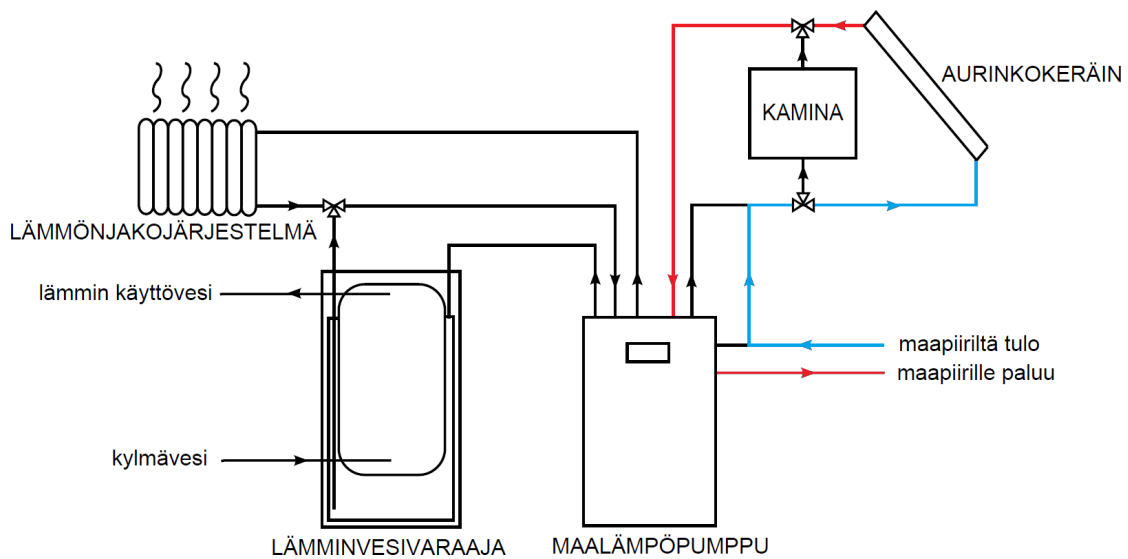 AURINKOKERÄIN
KAMINA
LÄMMÖNJAKOJÄRJESTELMÄ
lämmin käyttövesi
maapiiriltä tulo
maapiirille paluu
kylmävesi
LÄMMINVESIVARAAJA
MAALÄMPÖPUMPPU